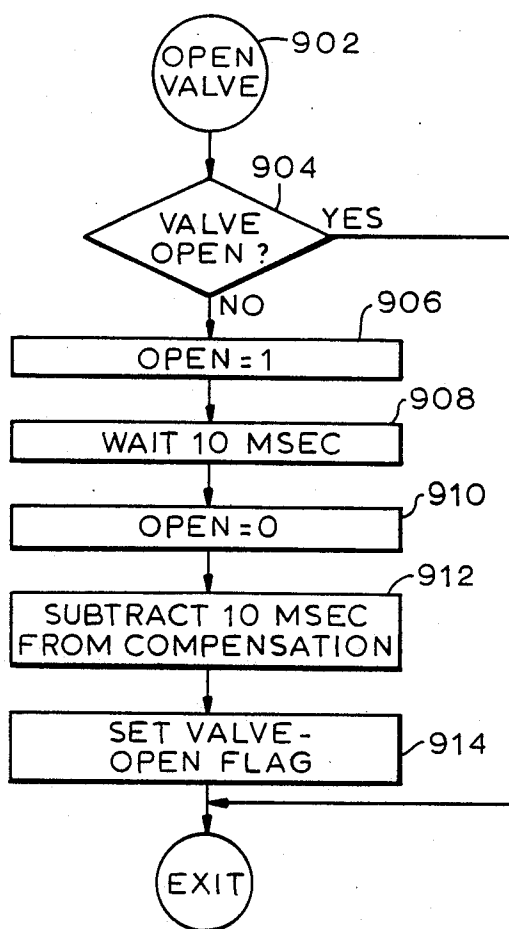 OPEN
VALVE
902
904
VALVE
OPEN ?
YES
NO
906
OPEN = 1
908
WAIT 10 MSEC
910
OPEN = 0
912
SUBTRACT 10 MSEC
FROM COMPENSATION
SET VALVE-
OPEN FLAG
914
EXIT